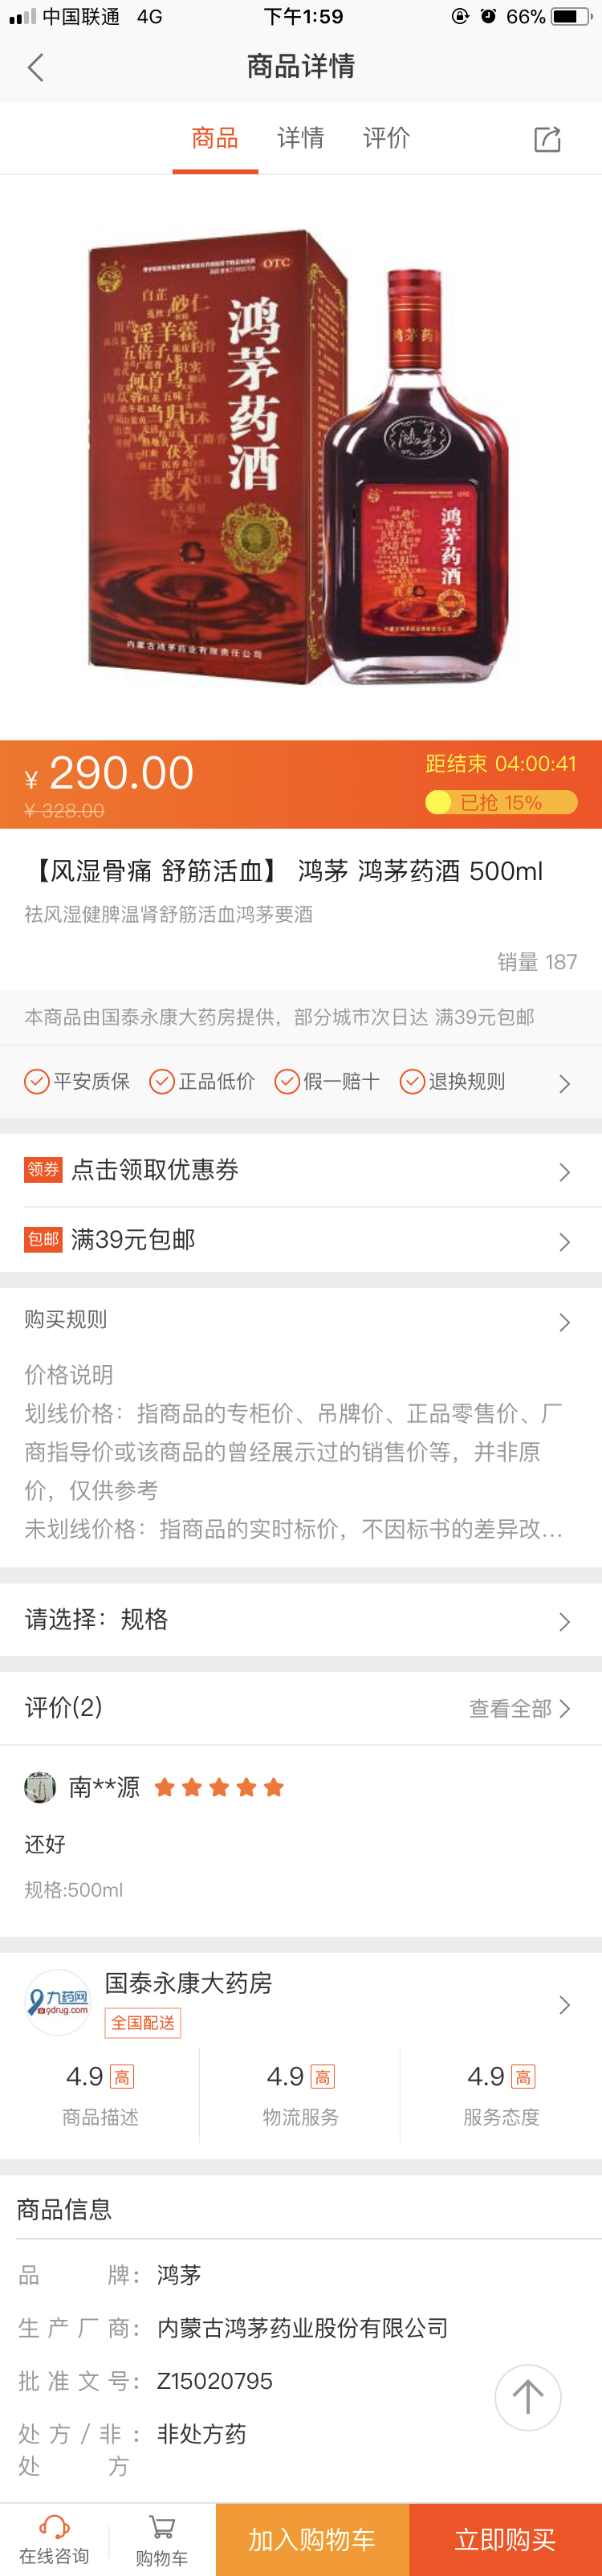 中国联通 4G 下午1:59 66%
商品详情
商品 详情 评价
OTC
白芷 砂仁
淫羊藿
五倍子
何首乌
肉苁蓉
当归 白术
茯苓
莪术
鸿茅药酒
内蒙古鸿茅药业有限责任公司
鸿茅药酒
鸿茅
OTC
鸿茅药酒
¥ 290.00
¥ 328.00
距结束 04:00:41
已抢 15%
【风湿骨痛 舒筋活血】 鸿茅 鸿茅药酒 500ml
祛风湿健脾温肾舒筋活血鸿茅要酒
销量 187
本商品由国泰永康大药房提供，部分城市次日达 满39元包邮
平安质保 正品低价 假一赔十 退换规则
领券 点击领取优惠券
包邮 满39元包邮
购买规则
价格说明
划线价格：指商品的专柜价、吊牌价、正品零售价、厂
商指导价或该商品的曾经展示过的销售价等，并非原
价，仅供参考
未划线价格：指商品的实时标价，不因标书的差异改...
请选择：规格
评价(2) 查看全部
南**源
还好
规格:500ml
九药网
9drug.com
国泰永康大药房
全国配送
4.9 高 4.9 高 4.9 高
商品描述 物流服务 服务态度
商品信息
品牌： 鸿茅
生产厂商： 内蒙古鸿茅药业股份有限公司
批准文号： Z15020795
处方/非处方： 非处方药
在线咨询 购物车 加入购物车 立即购买